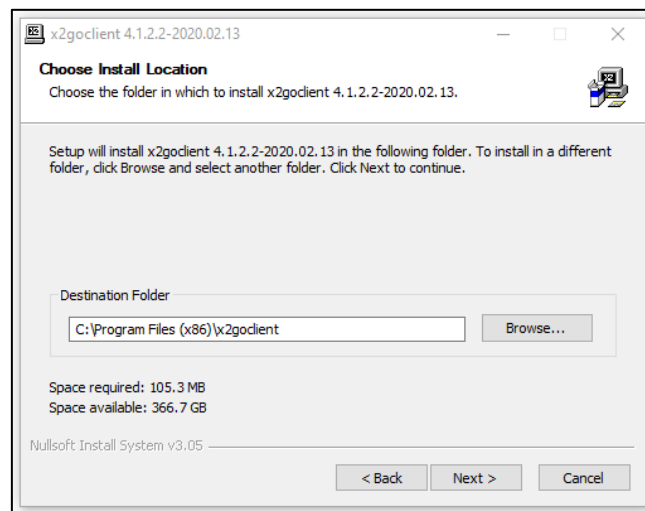 x2goclient 4.1.2.2-2020.02.13
Choose Install Location
Choose the folder in which to install x2goclient 4.1.2.2-2020.02.13.
Setup will install x2goclient 4.1.2.2-2020.02.13 in the following folder. To install in a different
folder, click Browse and select another folder. Click Next to continue.
Destination Folder
C:\Program Files (x86)\x2goclient
Browse...
Space required: 105.3 MB
Space available: 366.7 GB
Nullsoft Install System v3.05
< Back
Next >
Cancel